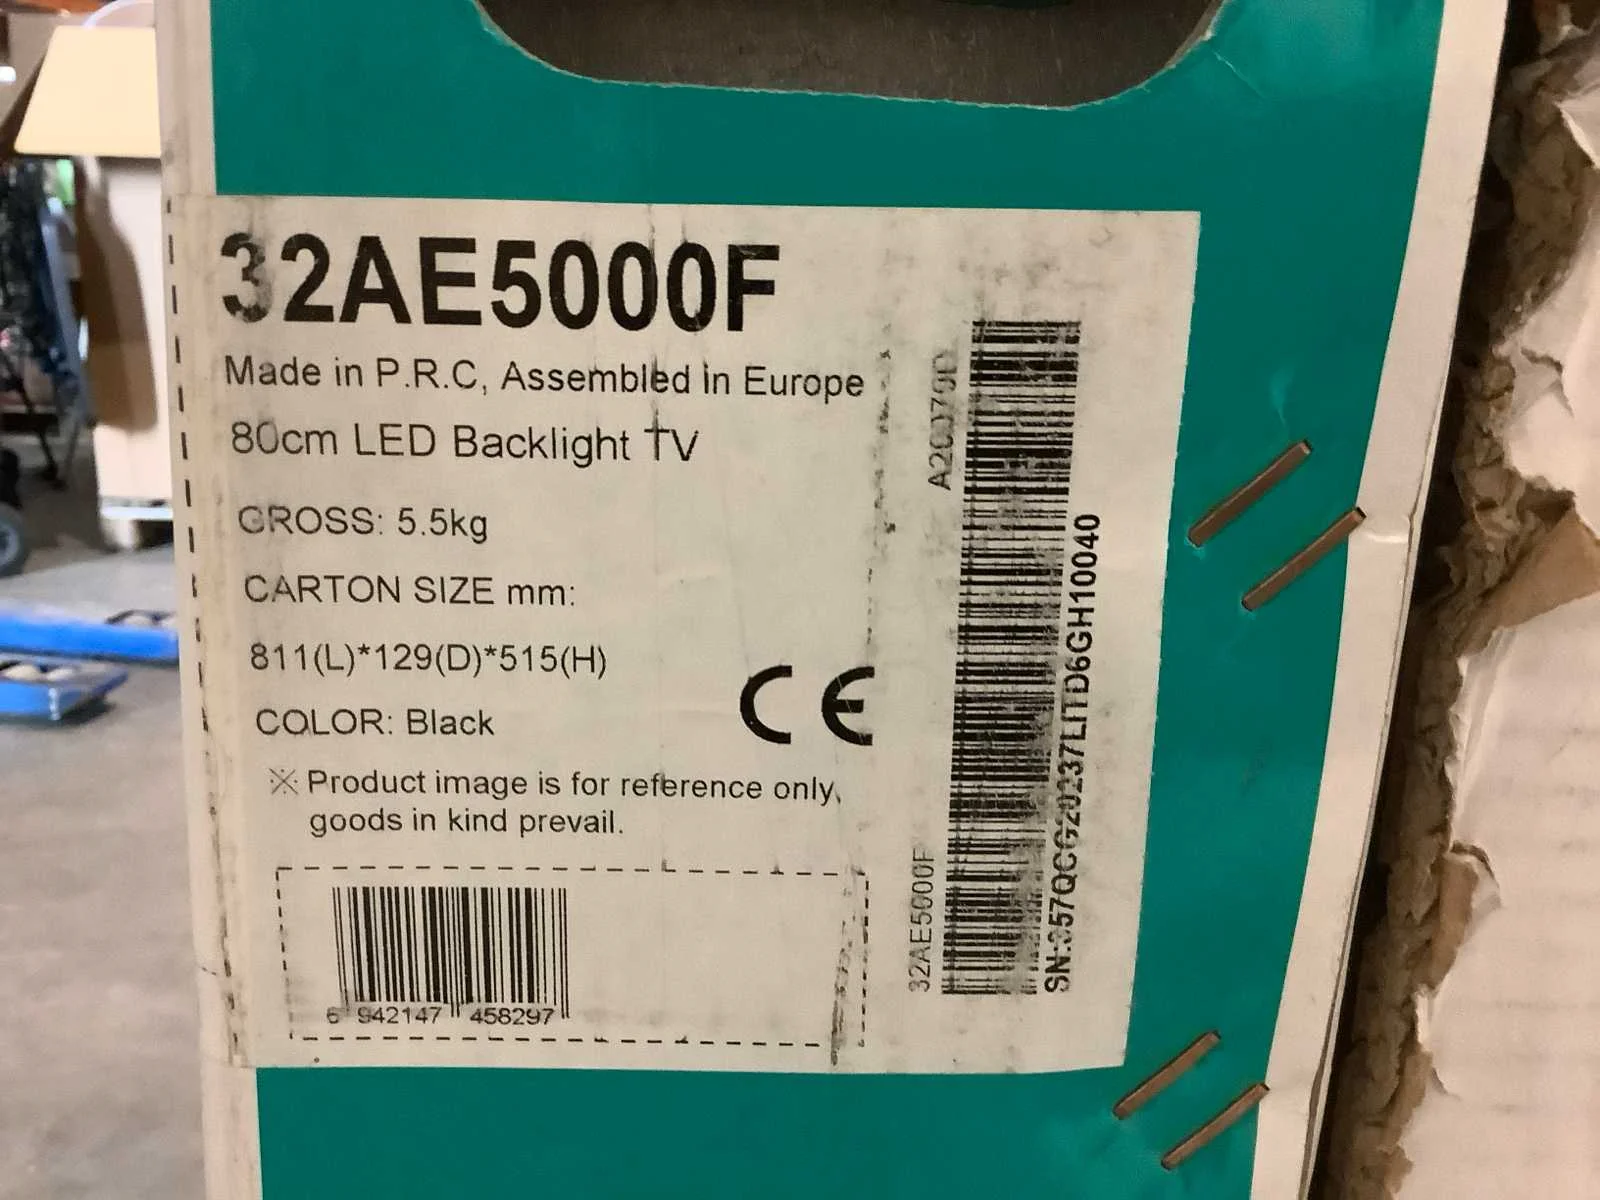 32AE5000F
Made in P.R.C, Assembled in Europe
80cm LED Backlight TV
GROSS: 5.5kg
CARTON SIZE mm:
811(L)*129(D)*515(H)
COLOR: Black
CE
※ Product image is for reference only,
goods in kind prevail.
6 942147 458297
32AE5000F